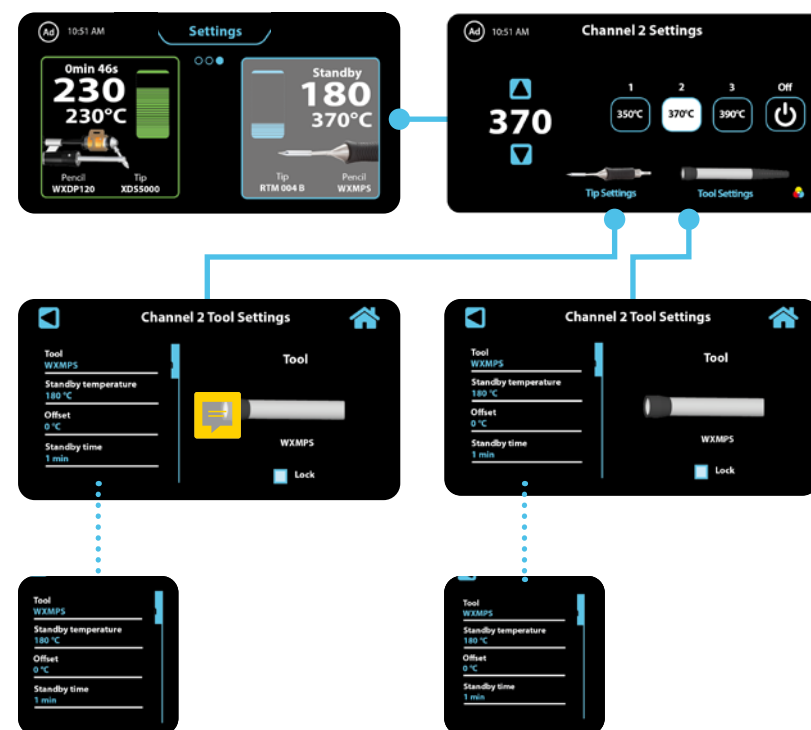 Ad 10:51 AM Settings
0min 46s
230
230°C
Pencil Tip
WXDP120 XDS5000
Standby
180
370°C
Tip Pencil
RTM 004 B WXMPS
Ad 10:51 AM Channel 2 Settings
370
1 2 3 Off
350°C 370°C 390°C
Tip Settings Tool Settings
Channel 2 Tool Settings
Tool
WXMPS
Standby temperature
180 °C
Offset
0 °C
Standby time
1 min
Tool
WXMPS
Lock
Channel 2 Tool Settings
Tool
WXMPS
Standby temperature
180 °C
Offset
0 °C
Standby time
1 min
Tool
WXMPS
Lock
Tool
WXMPS
Standby temperature
180 °C
Offset
0 °C
Standby time
1 min
Tool
WXMPS
Standby temperature
180 °C
Offset
0 °C
Standby time
1 min